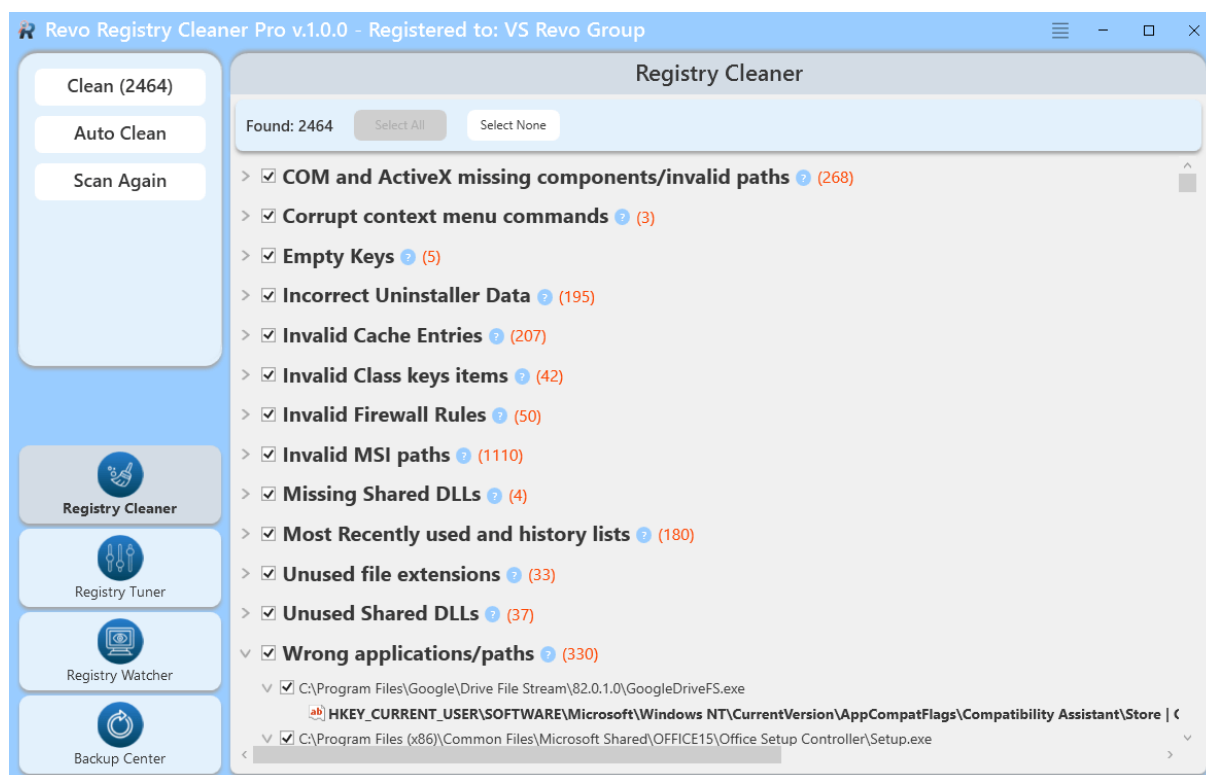 Revo Registry Cleaner Pro v.1.0.0 - Registered to: VS Revo Group
Clean (2464)
Auto Clean
Scan Again
Registry Cleaner
Registry Tuner
Registry Watcher
Backup Center
Registry Cleaner
Found: 2464 Select All Select None
COM and ActiveX missing components/invalid paths ? (268)
Corrupt context menu commands ? (3)
Empty Keys ? (5)
Incorrect Uninstaller Data ? (195)
Invalid Cache Entries ? (207)
Invalid Class keys items ? (42)
Invalid Firewall Rules ? (50)
Invalid MSI paths ? (1110)
Missing Shared DLLs ? (4)
Most Recently used and history lists ? (180)
Unused file extensions ? (33)
Unused Shared DLLs ? (37)
Wrong applications/paths ? (330)
C:\Program Files\Google\Drive File Stream\82.0.1.0\GoogleDriveFS.exe
ab HKEY_CURRENT_USER\SOFTWARE\Microsoft\Windows NT\CurrentVersion\AppCompatFlags\Compatibility Assistant\Store |
C:\Program Files (x86)\Common Files\Microsoft Shared\OFFICE15\Office Setup Controller\Setup.exe